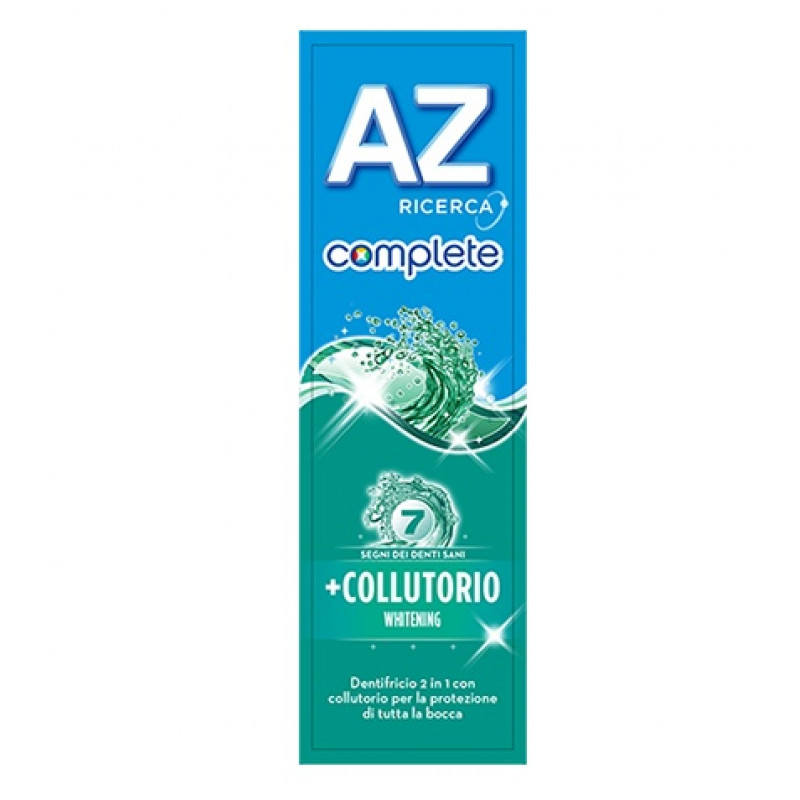 AZ
RICERCA
complete
7
SEGNI DEI DENTI SANI
+COLLUTORIO
WHITENING
Dentifricio 2 in 1 con
collutorio per la protezione
di tutta la bocca